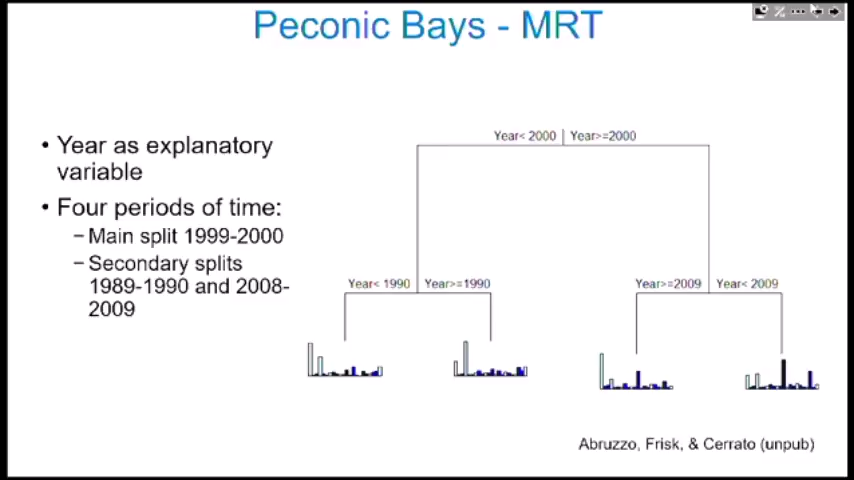 Peconic Bays - MRT
• Year as explanatory
variable
• Four periods of time:
– Main split 1999-2000
– Secondary splits
1989-1990 and 2008-
2009
Year< 2000 Year>=2000
Year< 1990 Year>=1990
Year>=2009 Year< 2009
Abruzzo, Frisk, & Cerrato (unpub)